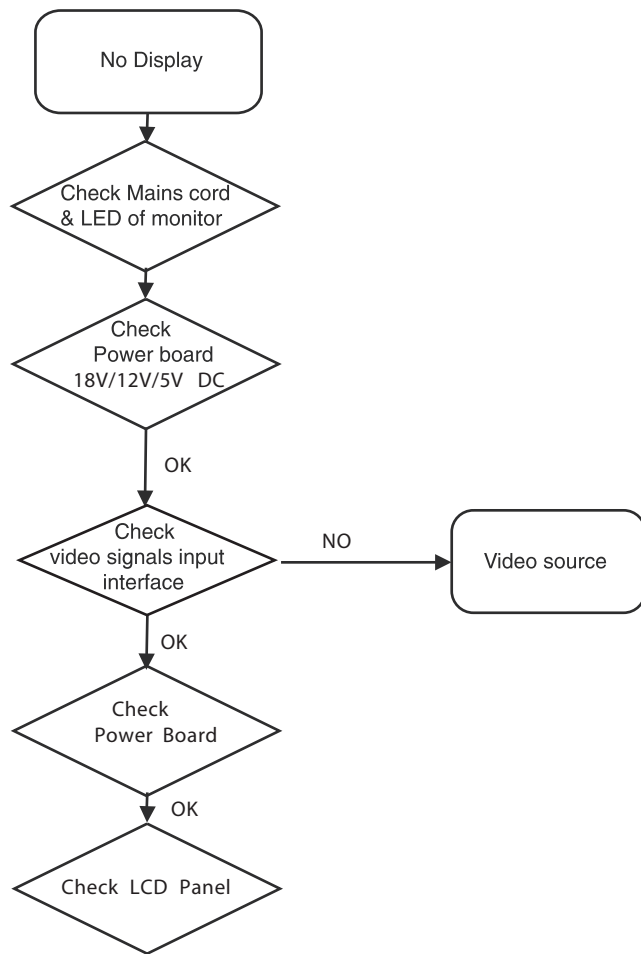 No Display
Check Mains cord
& LED of monitor
Check
Power board
18V/12V/5V DC
OK
Check
video signals input
interface
NO
Video source
OK
Check
Power Board
OK
Check LCD Panel